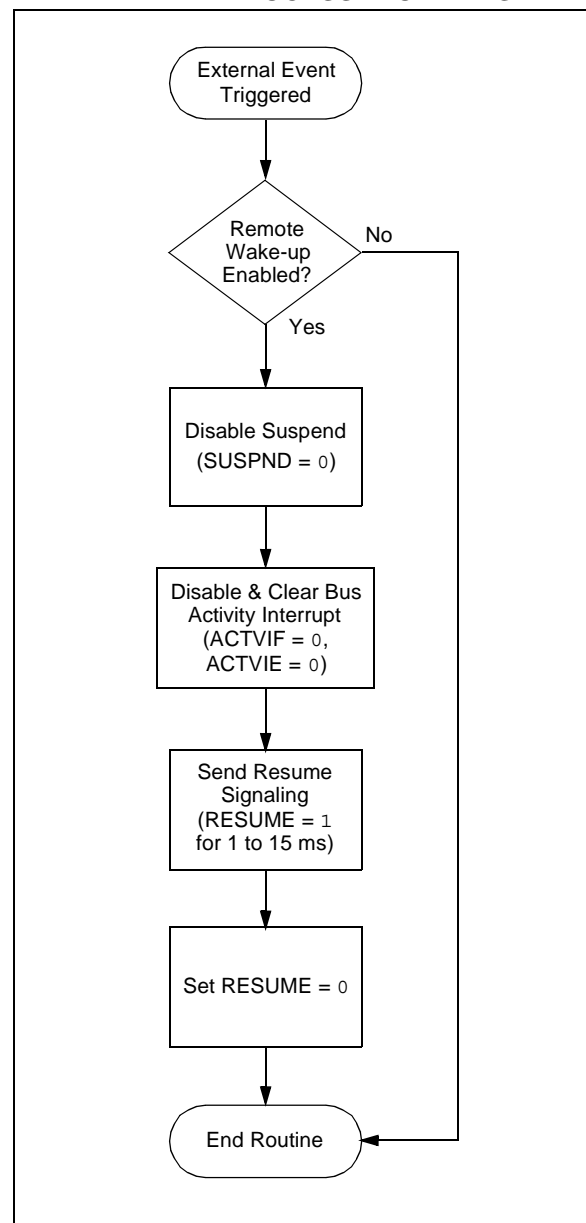 External Event
Triggered
Remote
Wake-up
Enabled?
No
Yes
Disable Suspend
(SUSPND = 0)
Disable & Clear Bus
Activity Interrupt
(ACTVIF = 0,
ACTVIE = 0)
Send Resume
Signaling
(RESUME = 1
for 1 to 15 ms)
Set RESUME = 0
End Routine